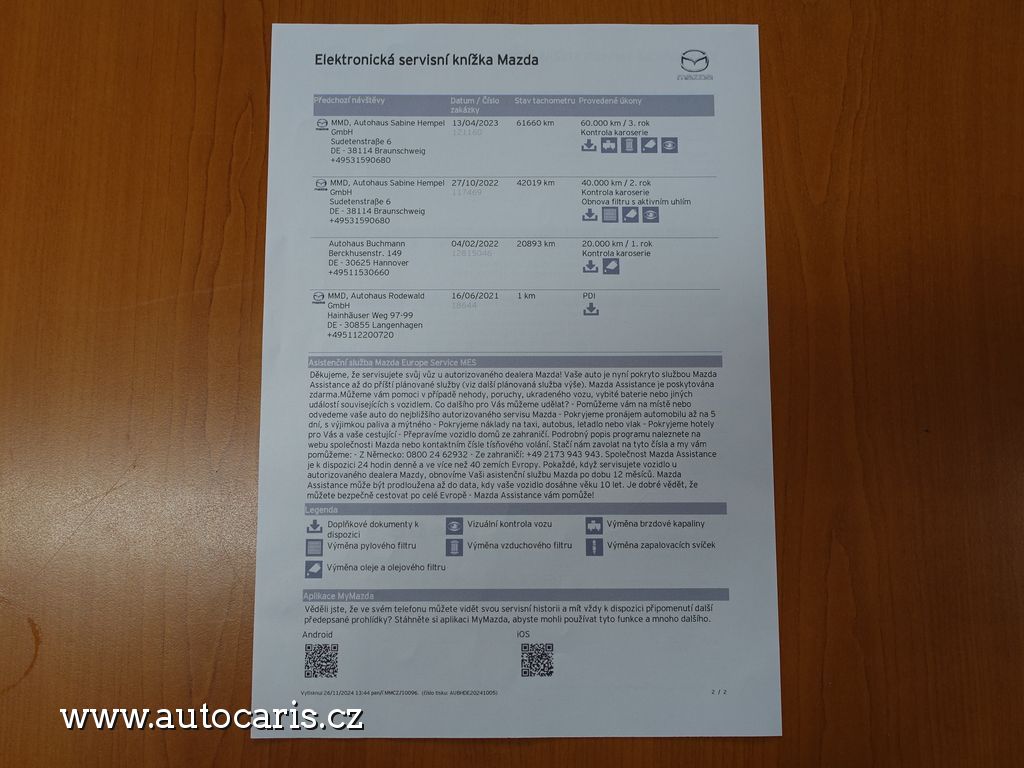 Elektronická servisní knížka Mazda
mazda
Předchozí návštěvy Datum / Číslo zakázky Stav tachometru Provedené úkony
MMD, Autohaus Sabine Hempel 13/04/2023 61660 km 60.000 km / 3. rok
GmbH 121160 Kontrola karoserie
Sudetenstraße 6
DE - 38114 Braunschweig
+49531590680
MMD, Autohaus Sabine Hempel 27/10/2022 42019 km 40.000 km / 2. rok
GmbH 117469 Kontrola karoserie
Sudetenstraße 6 Obnova filtru s aktivním uhlím
DE - 38114 Braunschweig
+49531590680
Autohaus Buchmann 04/02/2022 20893 km 20.000 km / 1. rok
Berckhusenstr. 149 12815046 Kontrola karoserie
DE - 30625 Hannover
+49511530660
MMD, Autohaus Rodewald 16/06/2021 1 km PDI
GmbH 18644
Hainhäuser Weg 97-99
DE - 30855 Langenhagen
+495112200720
Asistenční služba Mazda Europe Service MES
Děkujeme, že servisujete svůj vůz u autorizovaného dealera Mazda! Vaše auto je nyní pokryto službou Mazda
Assistance až do příští plánované služby (viz další plánovaná služba výše). Mazda Assistance je poskytována
zdarma.Můžeme vám pomoci v případě nehody, poruchy, ukradeného vozu, vybité baterie nebo jiných
událostí souvisejících s vozidlem. Co dalšího pro Vás můžeme udělat? - Pomůžeme vám na místě nebo
odvedeme vaše auto do nejbližšího autorizovaného servisu Mazda - Pokryjeme pronájem automobilu až na 5
dní, s výjimkou paliva a mýtného - Pokryjeme náklady na taxi, autobus, letadlo nebo vlak - Pokryjeme hotely
pro Vás a vaše cestující - Přepravíme vozidlo domů ze zahraničí. Podrobný popis programu naleznete na
webu společnosti Mazda nebo kontaktním čísle tísňového volání. Stačí nám zavolat na tyto čísla a my vám
pomůžeme: - Z Německo: 0800 24 62932 - Ze zahraničí: +49 2173 943 943. Společnost Mazda Assistance
je k dispozici 24 hodin denně a ve více než 40 zemích Evropy. Pokaždé, když servisujete vozidlo u
autorizovaného dealera Mazdy, obnovíme Vaši asistenční službu Mazda po dobu 12 měsíců. Mazda
Assistance může být prodloužena až do data, kdy vaše vozidlo dosáhne věku 10 let. Je dobré vědět, že
můžete bezpečně cestovat po celé Evropě - Mazda Assistance vám pomůže!
Legenda
Doplňkové dokumenty k dispozici Vizuální kontrola vozu Výměna brzdové kapaliny
Výměna pylového filtru Výměna vzduchového filtru Výměna zapalovacích svíček
Výměna oleje a olejového filtru
Aplikace MyMazda
Věděli jste, že ve svém telefonu můžete vidět svou servisní historii a mít vždy k dispozici připomenutí další
předepsané prohlídky? Stáhněte si aplikaci MyMazda, abyste mohli používat tyto funkce a mnoho dalšího.
Android iOS
Vytisknul 26/11/2024 13:44 pan/í MMCZ/10096. (číslo tisku: AUBHDE20241005) 2 / 2
www.autocaris.cz